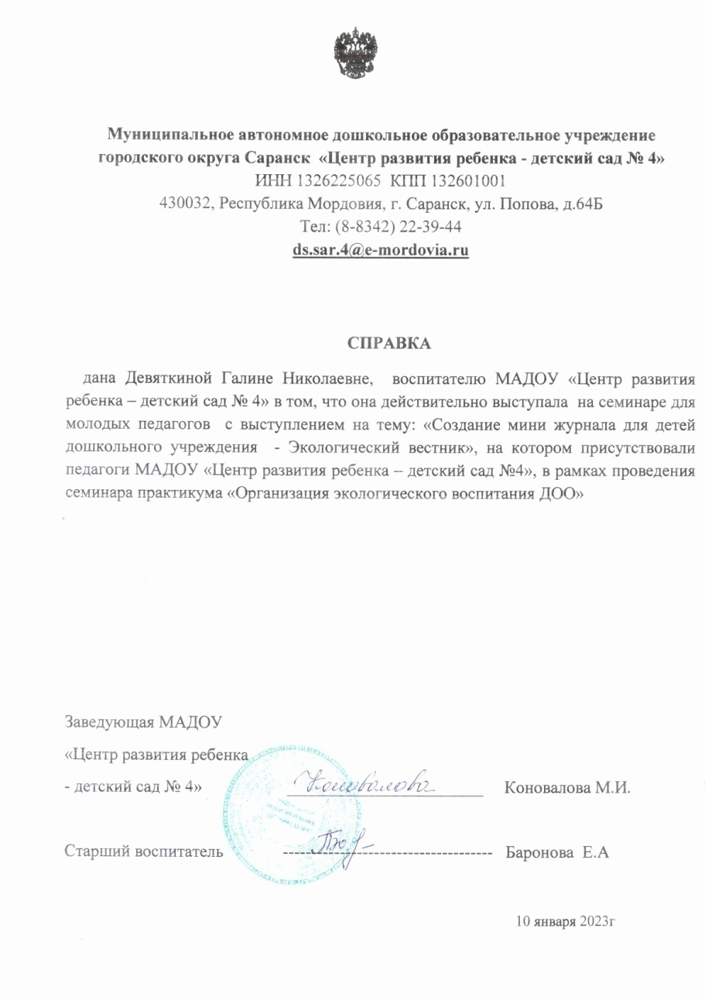 Муниципальное автономное дошкольное образовательное учреждение
городского округа Саранск «Центр развития ребенка - детский сад № 4»
ИНН 1326225065 КПП 132601001
430032, Республика Мордовия, г. Саранск, ул. Попова, д.64Б
Тел: (8-8342) 22-39-44
ds.sar.4@e-mordovia.ru
СПРАВКА
дана Девяткиной Галине Николаевне, воспитателю МАДОУ «Центр развития
ребенка – детский сад № 4» в том, что она действительно выступала на семинаре для
молодых педагогов с выступлением на тему: «Создание мини журнала для детей
дошкольного учреждения - Экологический вестник», на котором присутствовали
педагоги МАДОУ «Центр развития ребенка – детский сад №4», в рамках проведения
семинара практикума «Организация экологического воспитания ДОО»
Заведующая МАДОУ
«Центр развития ребенка
- детский сад № 4» Коновалова Коновалова М.И.
Старший воспитатель Баронова Е.А
10 января 2023г